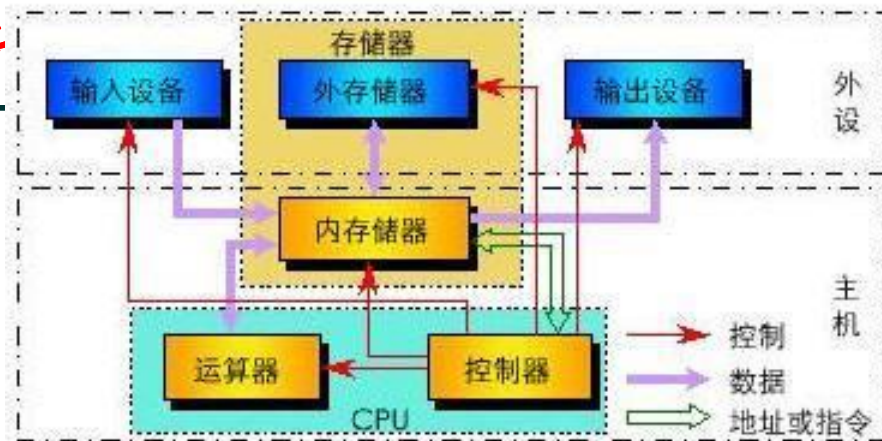 存储器
输入设备
外存储器
输出设备
外设
内存储器
主机
运算器
控制器
CPU
控制
数据
地址或指令